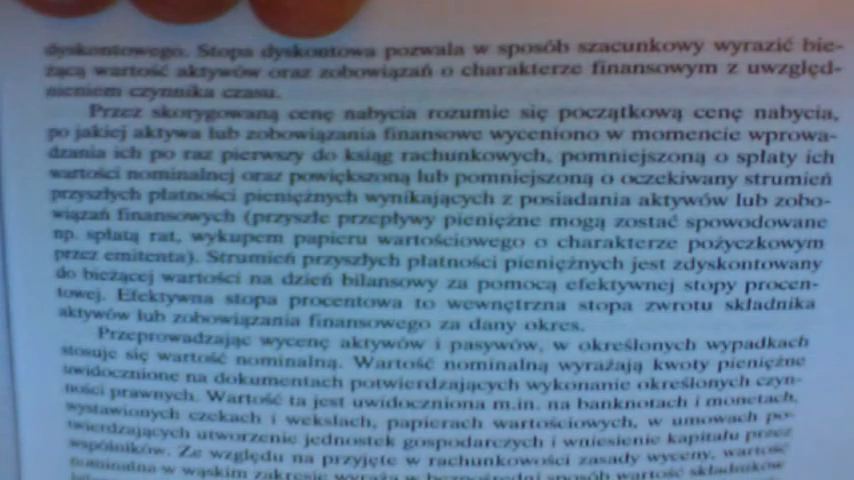 dyskontowego. Stopa dyskontowa pozwala w sposób szacunkowy wyrazić bie-
żącą wartość aktywów oraz zobowiązań o charakterze finansowym z uwzględ-
nieniem czynnika czasu.
Przez skorygowaną cenę nabycia rozumie się początkową cenę nabycia,
po jakiej aktywa lub zobowiązania finansowe wyceniono w momencie wprowa-
dzania ich po raz pierwszy do ksiąg rachunkowych, pomniejszoną o spłaty ich
wartości nominalnej oraz powiększoną lub pomniejszoną o oczekiwany strumień
przyszłych płatności pieniężnych wynikających z posiadania aktywów lub zobo-
wiązań finansowych (przyszłe przepływy pieniężne mogą zostać spowodowane
np. spłatą rat, wykupem papieru wartościowego o charakterze pożyczkowym
przez emitenta). Strumień przyszłych płatności pieniężnych jest zdyskontowany
do bieżącej wartości na dzień bilansowy za pomocą efektywnej stopy procen-
towej. Efektywna stopa procentowa to wewnętrzna stopa zwrotu składnika
aktywów lub zobowiązania finansowego za dany okres.
Przeprowadzając wycenę aktywów i pasywów, w określonych wypadkach
stosuje się wartość nominalną. Wartość nominalną wyrażają kwoty pieniężne
uwidocznione na dokumentach potwierdzających wykonanie określonych czyn-
ności prawnych. Wartość ta jest uwidoczniona m.in. na banknotach i monetach,
wystawionych czekach i wekslach, papierach wartościowych, w umowach po-
twierdzających utworzenie jednostek gospodarczych i wniesienie kapitału przez
wspólników. Ze względu na przyjęte w rachunkowości zasady wyceny, wartość
nominalna w wąskim zakresie wyraża w bezpośredni sposób wartość składników